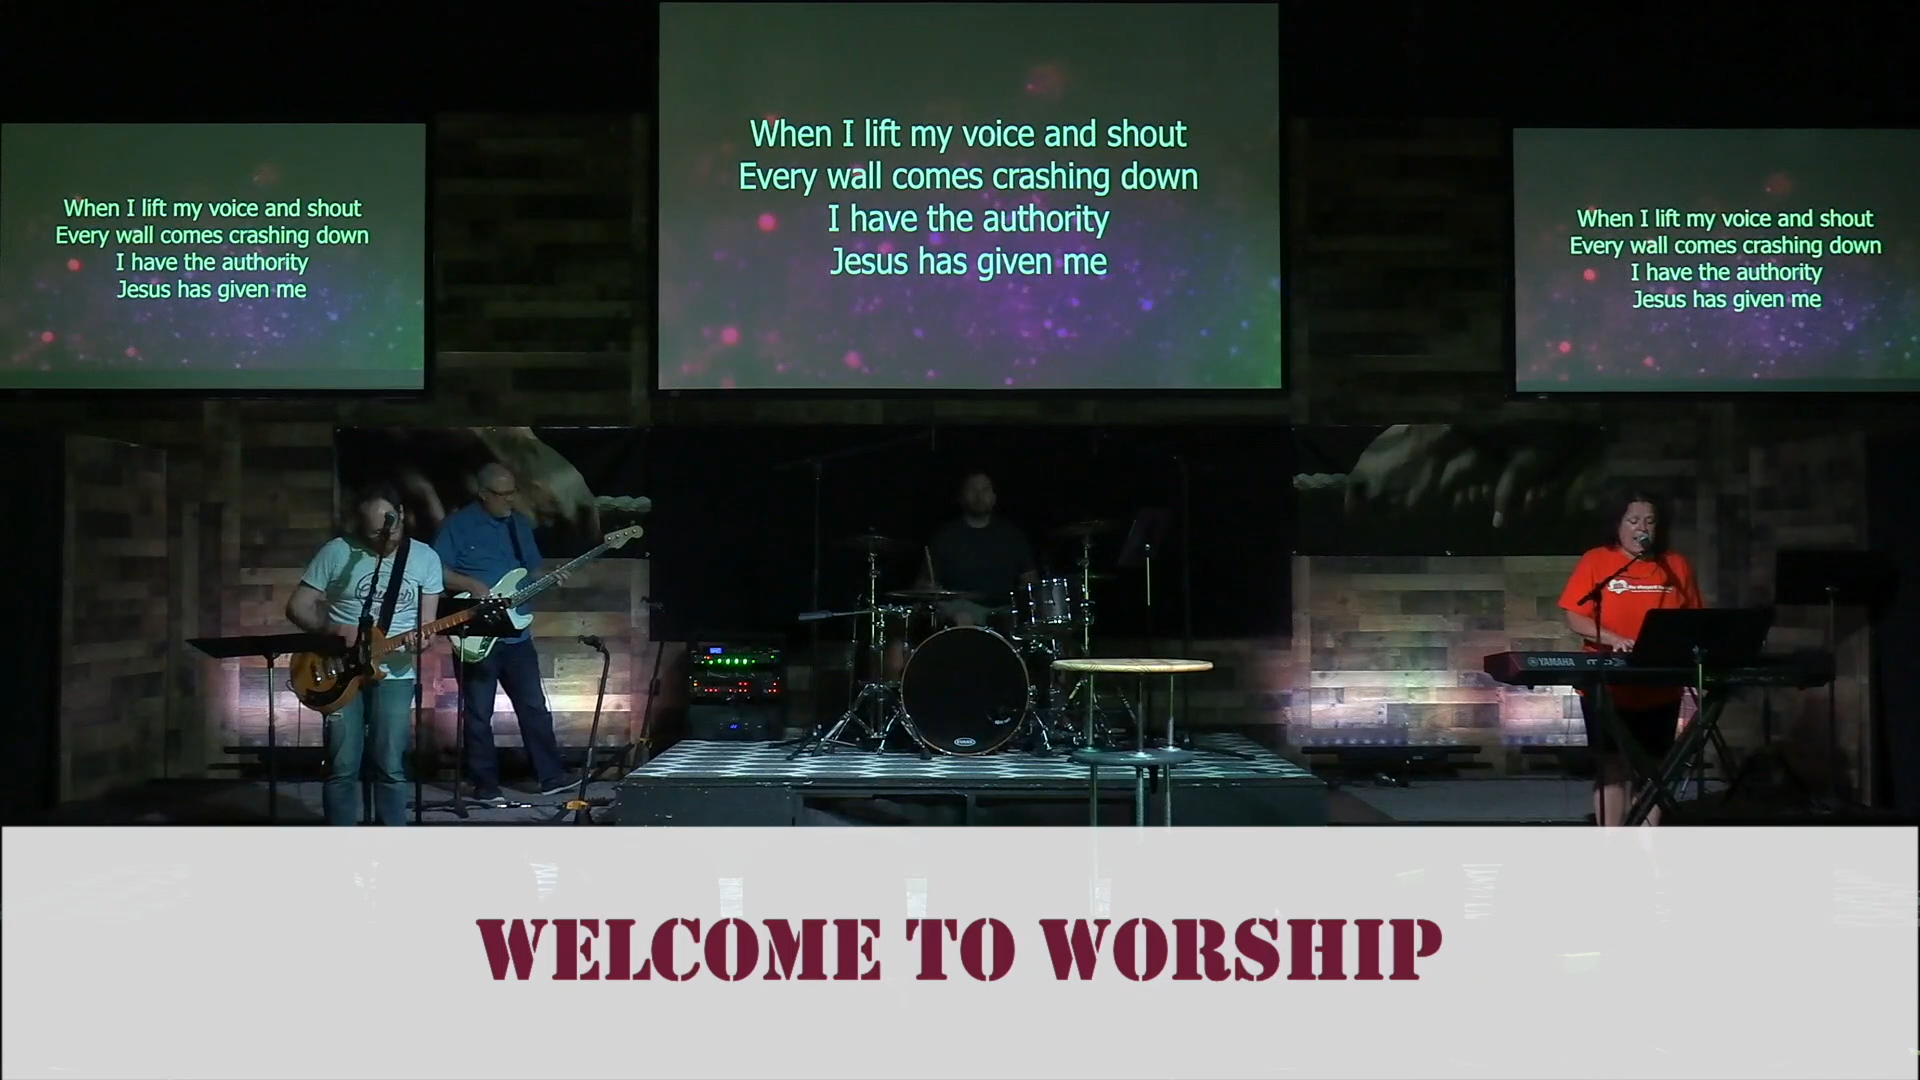 When I lift my voice and shout
Every wall comes crashing down
I have the authority
Jesus has given me
When I lift my voice and shout
Every wall comes crashing down
I have the authority
Jesus has given me
When I lift my voice and shout
Every wall comes crashing down
I have the authority
Jesus has given me
YAMAHA
EVANS
WELCOME TO WORSHIP